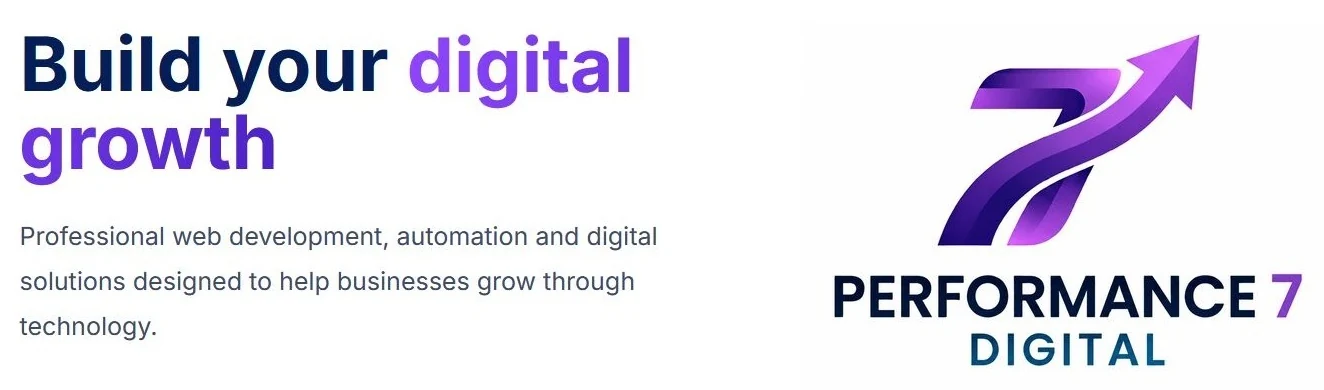 Build your digital
growth
Professional web development, automation and digital
solutions designed to help businesses grow through
technology.
7
PERFORMANCE 7
DIGITAL